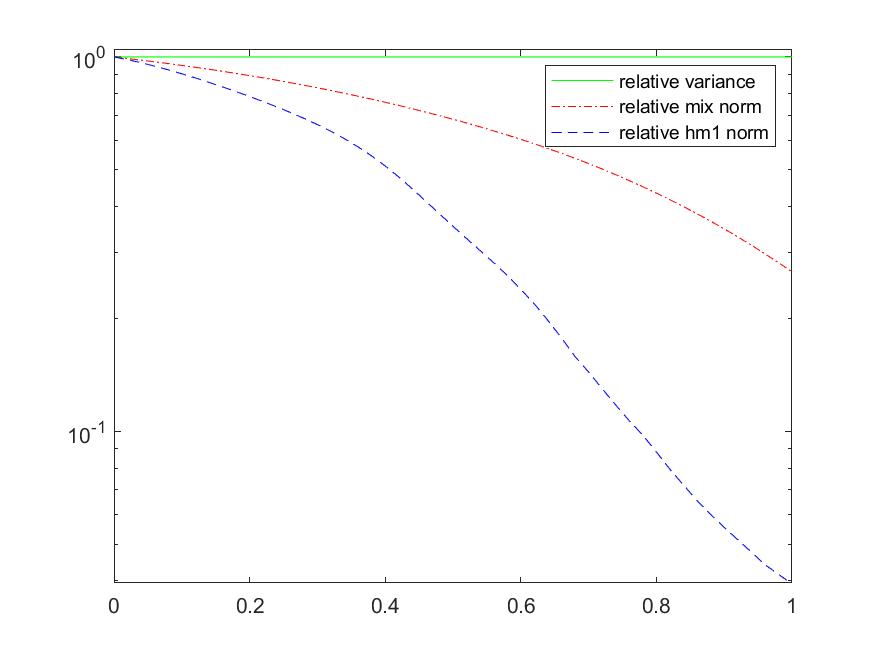 10^0
relative variance
relative mix norm
relative hm1 norm
10^-1
0 0.2 0.4 0.6 0.8 1